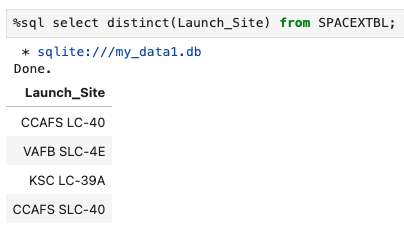 %sql select distinct(Launch_Site) from SPACEXTBL;
* sqlite:///my_data1.db
Done.
Launch_Site
CCAFS LC-40
VAFB SLC-4E
KSC LC-39A
CCAFS SLC-40